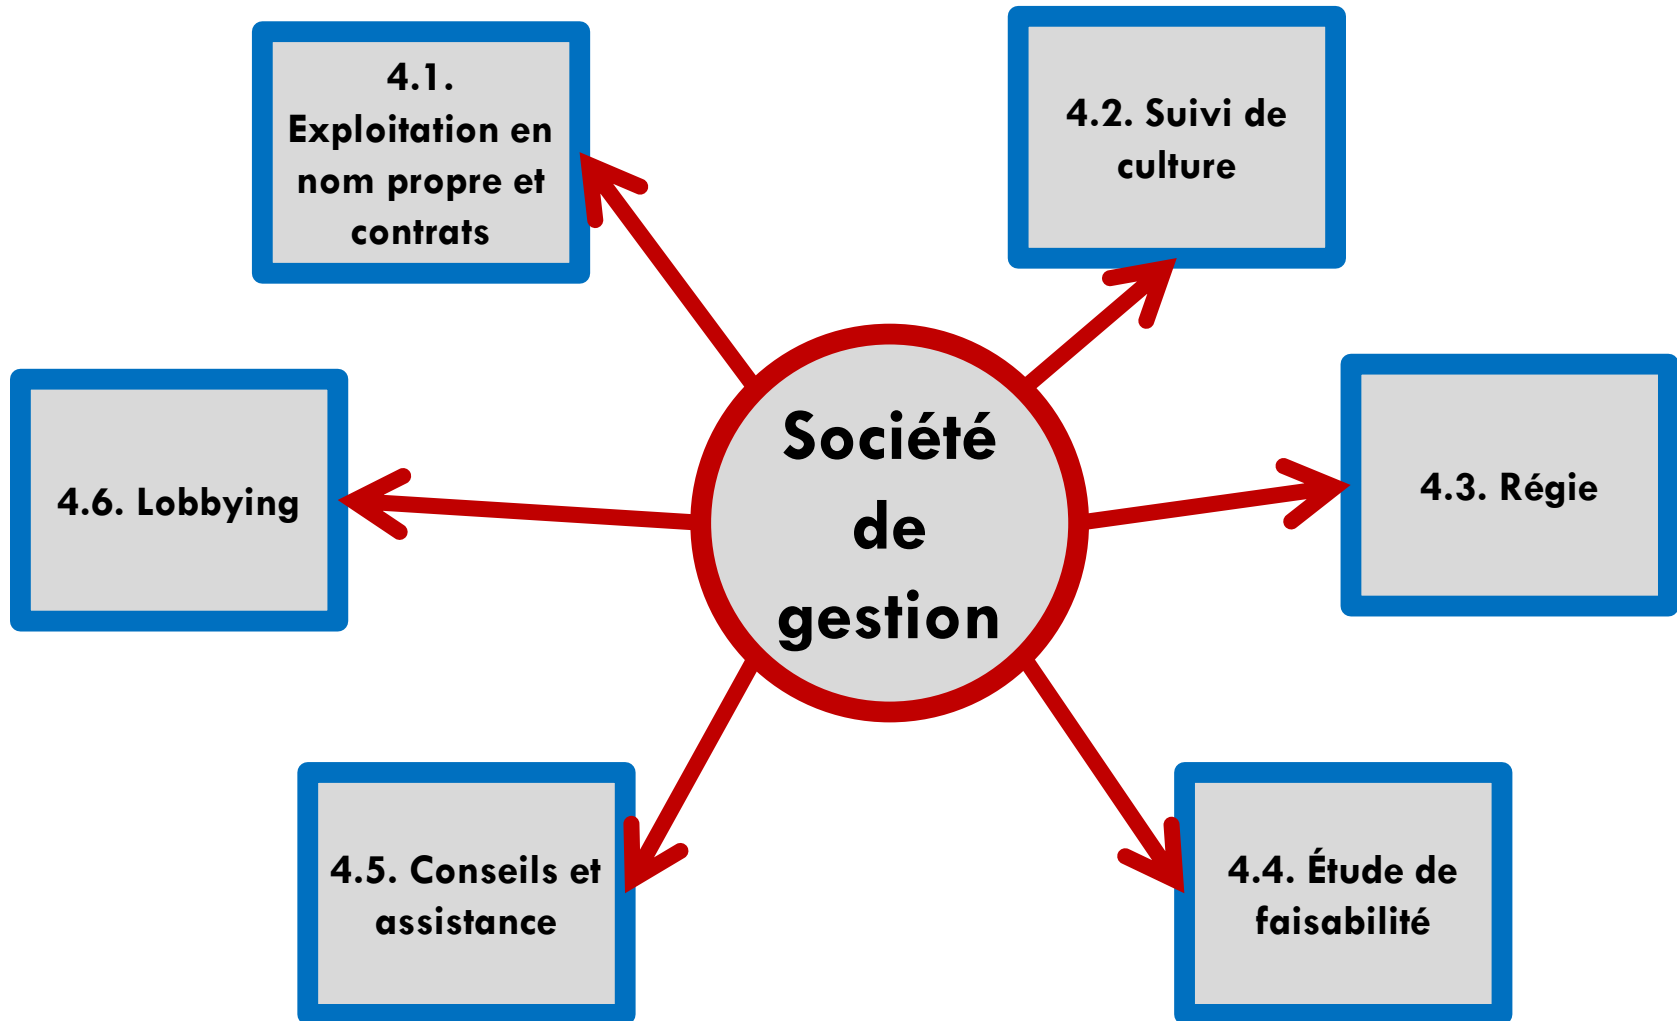 4.1.
Exploitation en
nom propre et
contrats
4.2. Suivi de
culture
Société
de
gestion
4.3. Régie
4.6. Lobbying
4.5. Conseils et
assistance
4.4. Étude de
faisabilité